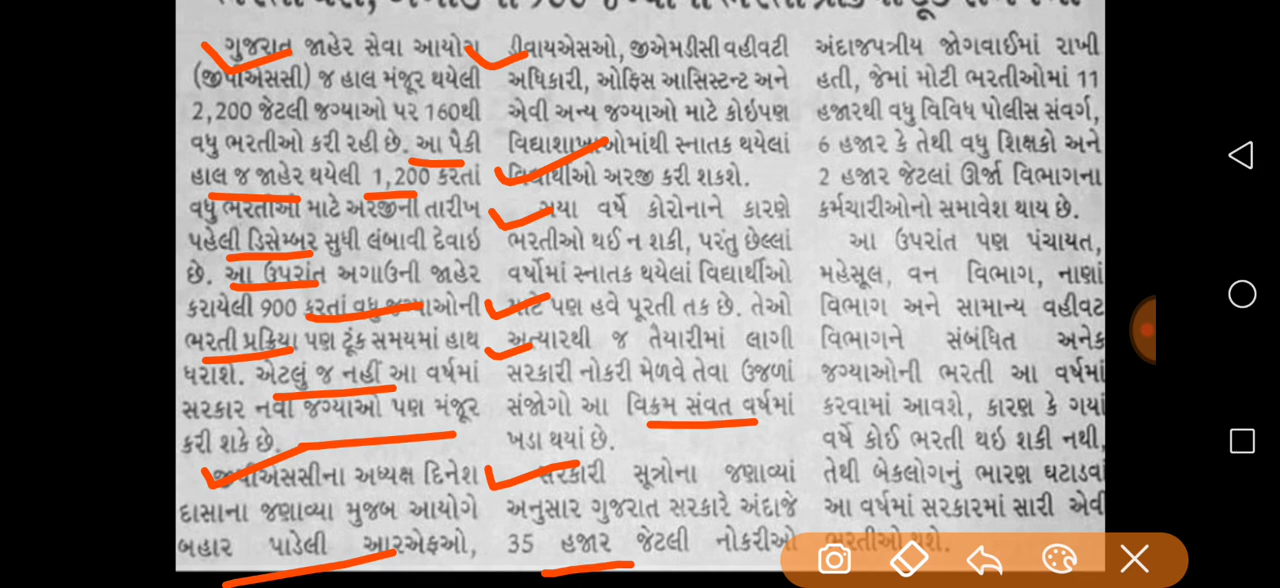 ગુજરાત જાહેર સેવા આયોગ
(જીપીએસસી) જ હાલ મંજૂર થયેલી
2,200 જેટલી જગ્યાઓ પર 160થી
વધુ ભરતીઓ કરી રહી છે. આ પૈકી
હાલ જ જાહેર થયેલી 1,200 કરતાં
વધુ ભરતીઓ માટે અરજીની તારીખ
પહેલી ડિસેમ્બર સુધી લંબાવી દેવાઇ
છે. આ ઉપરાંત અગાઉની જાહેર
કરાયેલી 900 કરતાં વધુ જગ્યાઓની
ભરતી પ્રક્રિયા પણ ટૂંક સમયમાં હાથ
ધરાશે. એટલું જ નહીં આ વર્ષમાં
સરકાર નવી જગ્યાઓ પણ મંજૂર
કરી શકે છે.
જીપીએસસીના અધ્યક્ષ દિનેશ
દાસાના જણાવ્યા મુજબ આયોગે
બહાર પાડેલી આરએફઓ,
ડીવાયએસઓ, જીએમડીસી વહીવટી
અધિકારી, ઓફિસ આસિસ્ટન્ટ અને
એવી અન્ય જગ્યાઓ માટે કોઇપણ
વિદ્યાશાખાઓમાંથી સ્નાતક થયેલાં
વિદ્યાર્થીઓ અરજી કરી શકશે.
ગયા વર્ષે કોરોનાને કારણે
ભરતીઓ થઈ ન શકી, પરંતુ છેલ્લાં
વર્ષોમાં સ્નાતક થયેલાં વિદ્યાર્થીઓ
માટે પણ હવે પૂરતી તક છે. તેઓ
અત્યારથી જ તૈયારીમાં લાગી
સરકારી નોકરી મેળવે તેવા ઉજળાં
સંજોગો આ વિક્રમ સંવત વર્ષમાં
ખડા થયાં છે.
સરકારી સૂત્રોના જણાવ્યાં
અનુસાર ગુજરાત સરકારે અંદાજે
35 હજાર જેટલી નોકરીઓ
અંદાજપત્રીય જોગવાઈમાં રાખી
હતી, જેમાં મોટી ભરતીઓમાં 11
હજારથી વધુ વિવિધ પોલીસ સંવર્ગ,
6 હજાર કે તેથી વધુ શિક્ષકો અને
2 હજાર જેટલાં ઊર્જા વિભાગના
કર્મચારીઓનો સમાવેશ થાય છે.
આ ઉપરાંત પણ પંચાયત,
મહેસૂલ, વન વિભાગ, નાણાં
વિભાગ અને સામાન્ય વહીવટ
વિભાગને સંબંધિત અનેક
જગ્યાઓની ભરતી આ વર્ષમાં
કરવામાં આવશે, કારણ કે ગયાં
વર્ષે કોઈ ભરતી થઇ શકી નથી,
તેથી બેકલોગનું ભારણ ઘટાડવા
આ વર્ષમાં સરકારમાં સારી એવી
ભરતીઓ થશે.